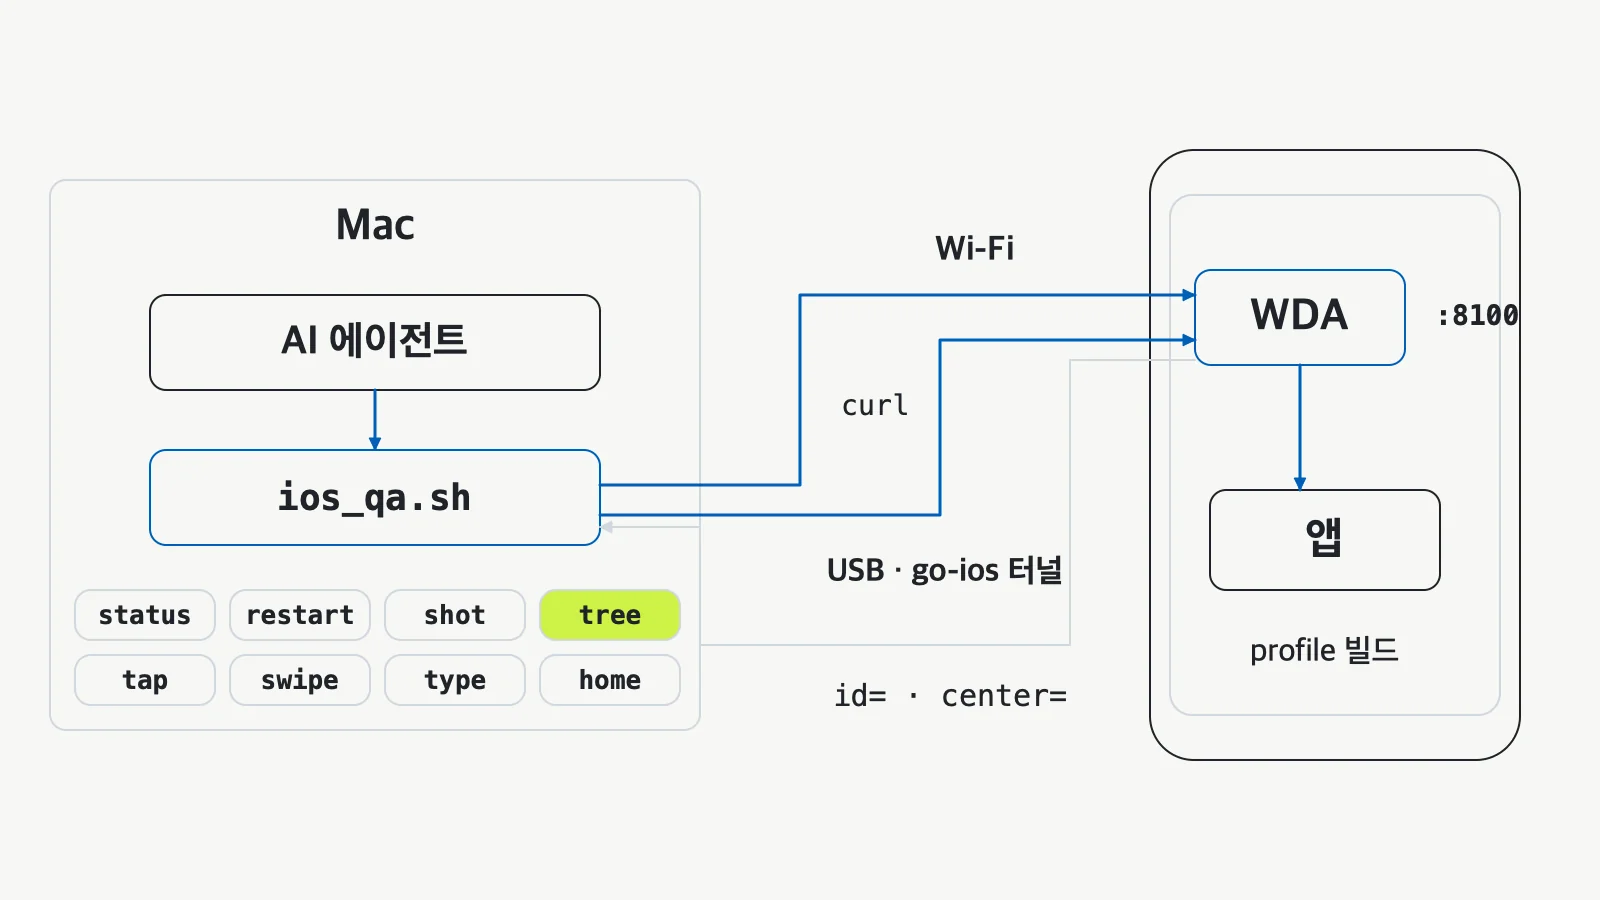 Mac
AI 에이전트
ios_qa.sh
status restart shot tree
tap swipe type home
Wi-Fi
curl
USB · go-ios 터널
id= · center=
WDA
:8100
앱
profile 빌드